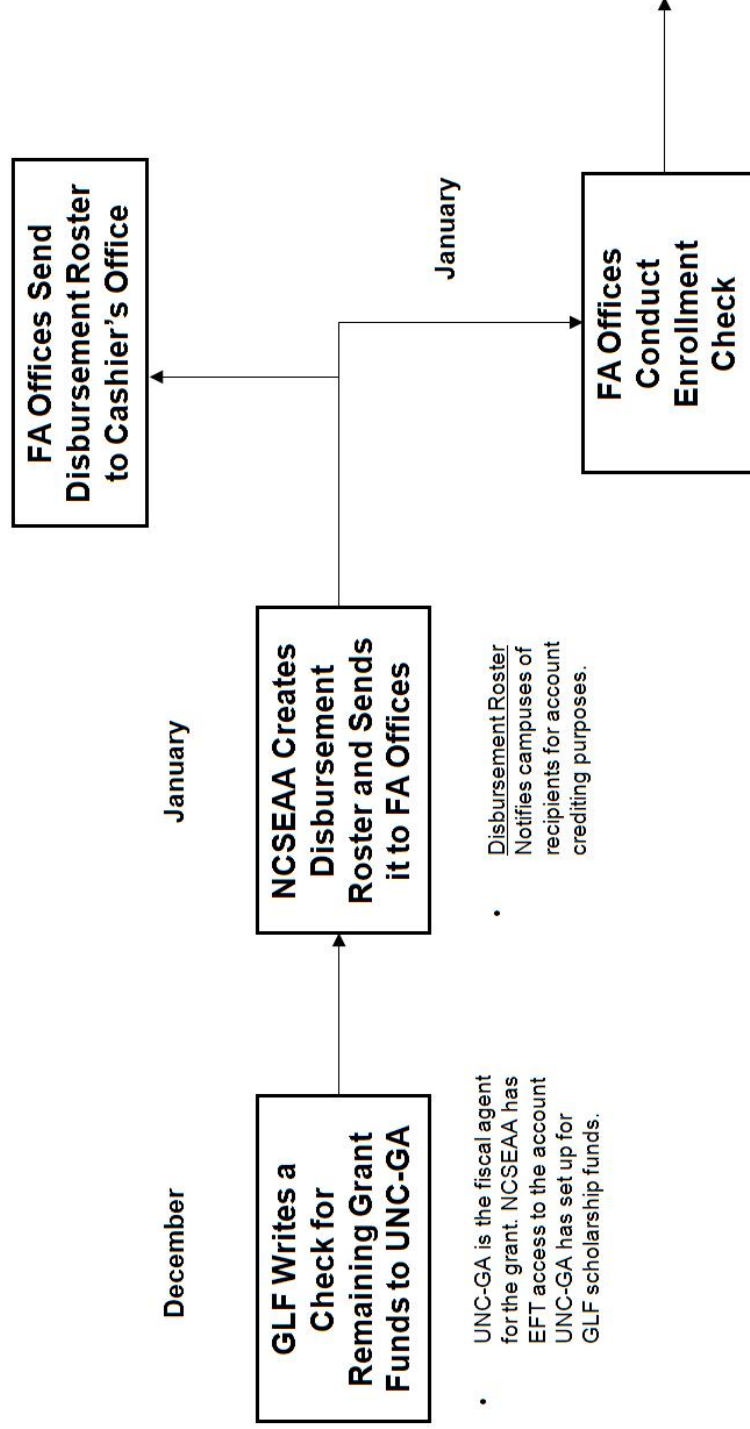 December
GLF Writes a
Check for
Remaining Grant
Funds to UNC-GA
• UNC-GA is the fiscal agent
for the grant. NCSEAA has
EFT access to the account
UNC-GA has set up for
GLF scholarship funds.
January
NCSEAA Creates
Disbursement
Roster and Sends
it to FA Offices
• Disbursement Roster
Notifies campuses of
recipients for account
crediting purposes.
FA Offices Send
Disbursement Roster
to Cashier's Office
January
FA Offices
Conduct
Enrollment
Check